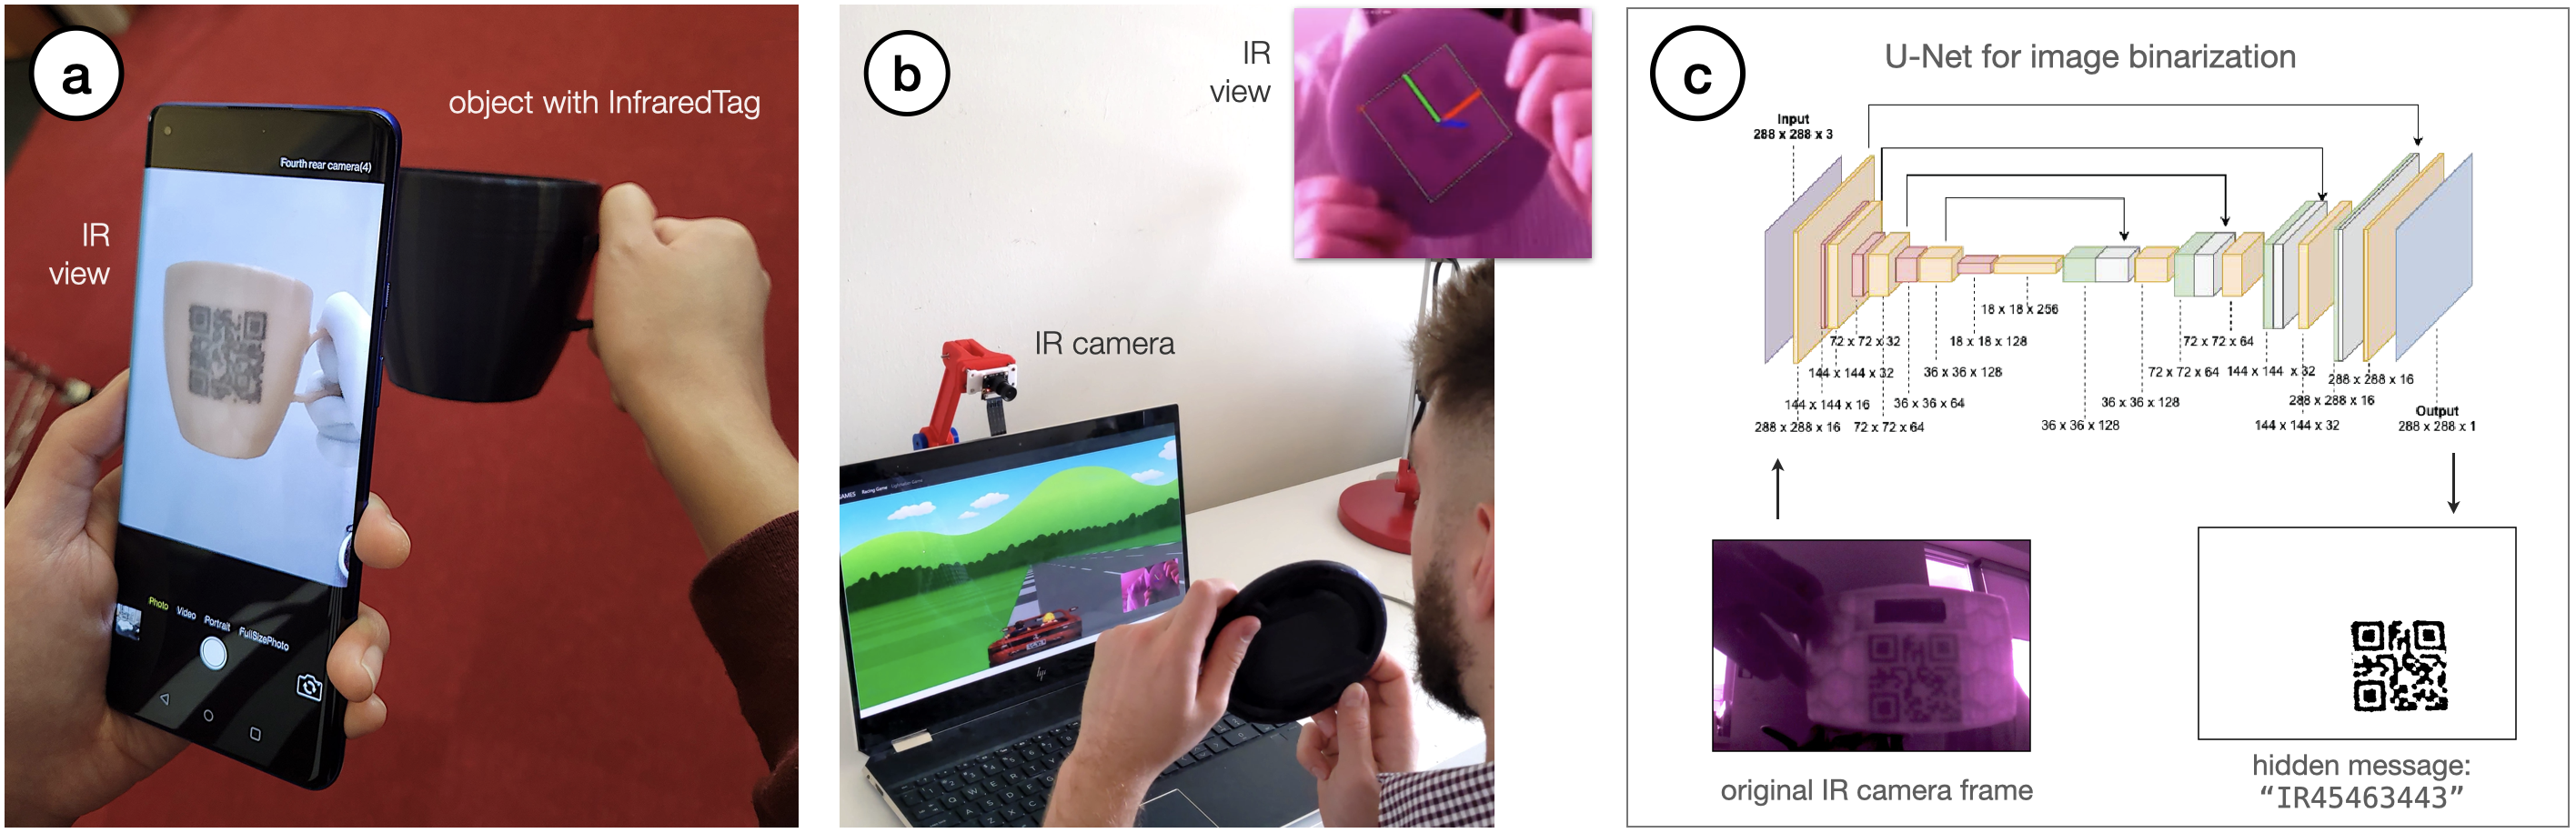 a
object with InfraredTag
Fourth rear camera(4)
IR
view
Photo
Video
Portrait
FullSizePhoto
b
IR
view
IR camera
GAMES
Racing Game
hp
c
U-Net for image binarization
Input
288 x 288 x 3
18 x 18 x 256
72 x 72 x 32
18 x 18 x 128
72 x 72 x 64
144 x 144 x 32
36 x 36 x 128
72 x 72 x 64
144 x 144 x 32
288 x 288 x 16
144 x 144 x 16
36 x 36 x 64
36 x 36 x 128
288 x 288 x 16
288 x 288 x 16
72 x 72 x 64
36 x 36 x 128
144 x 144 x 32
Output
288 x 288 x 1
original IR camera frame
hidden message:
“IR45463443”